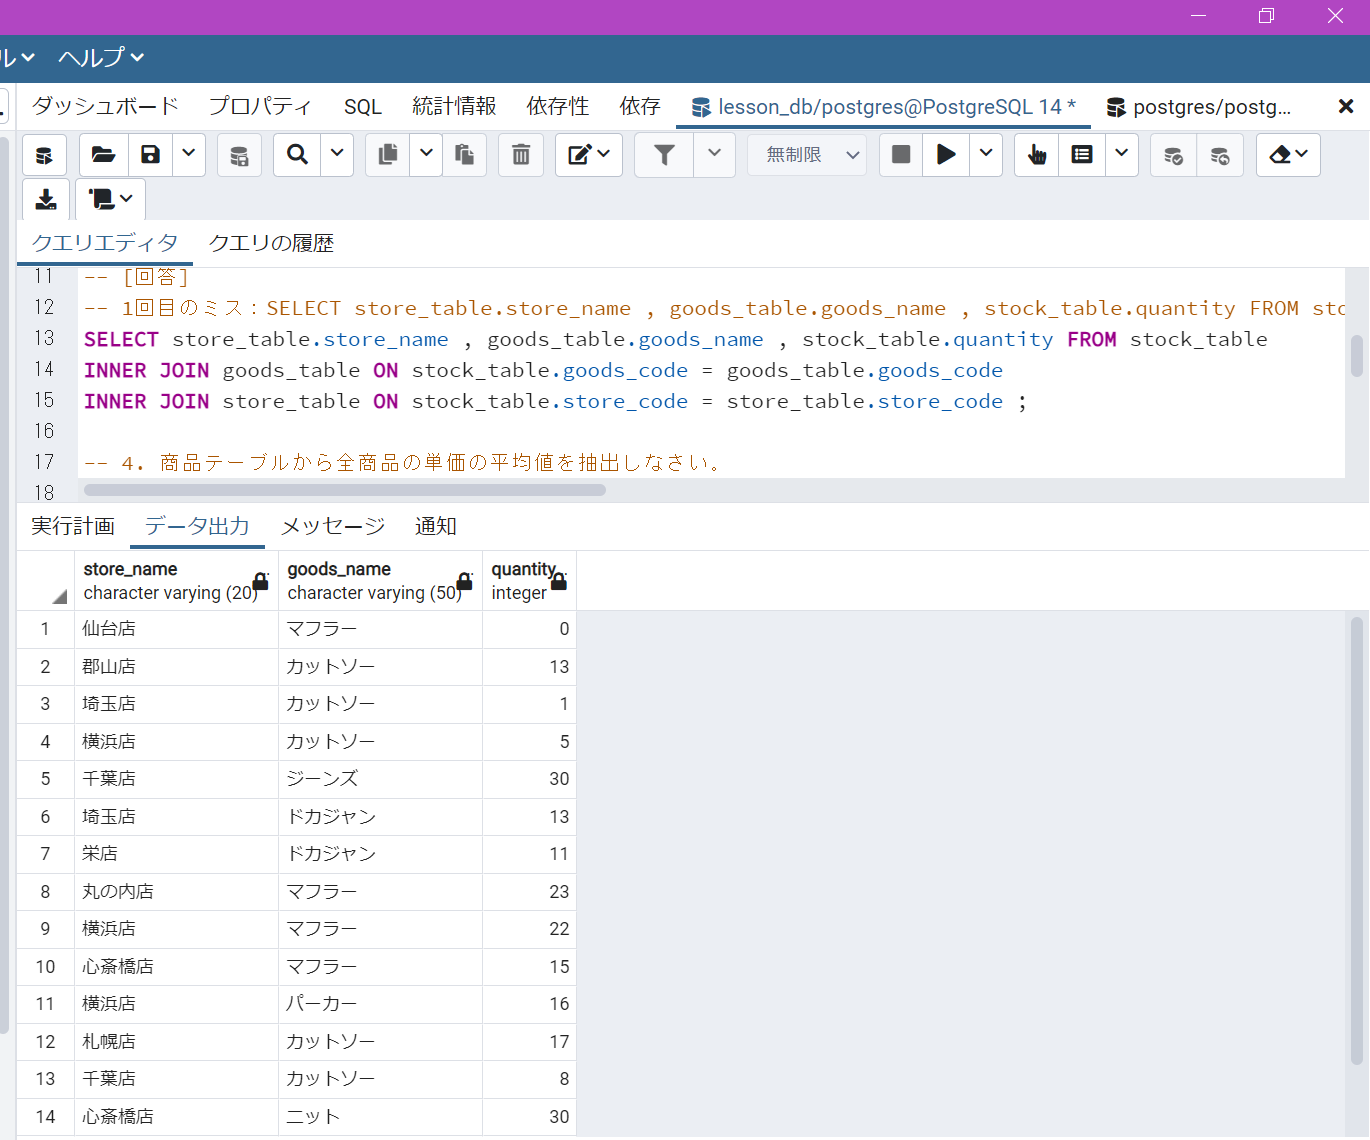 ル ヘルプ
ダッシュボード プロパティ SQL 統計情報 依存性 依存 lesson_db/postgres@PostgreSQL 14 * postgres/postg...
無制限
クエリエディタ クエリの履歴
11 -- [回答]
12 -- 1回目のミス：SELECT store_table.store_name , goods_table.goods_name , stock_table.quantity FROM sto
13 SELECT store_table.store_name , goods_table.goods_name , stock_table.quantity FROM stock_table
14 INNER JOIN goods_table ON stock_table.goods_code = goods_table.goods_code
15 INNER JOIN store_table ON stock_table.store_code = store_table.store_code ;
16
17 -- 4. 商品テーブルから全商品の単価の平均値を抽出しなさい。
18
実行計画 データ出力 メッセージ 通知
store_name goods_name quantity
character varying (20) character varying (50) integer
1 仙台店 マフラー 0
2 郡山店 カットソー 13
3 埼玉店 カットソー 1
4 横浜店 カットソー 5
5 千葉店 ジーンズ 30
6 埼玉店 ドカジャン 13
7 栄店 ドカジャン 11
8 丸の内店 マフラー 23
9 横浜店 マフラー 22
10 心斎橋店 マフラー 15
11 横浜店 パーカー 16
12 札幌店 カットソー 17
13 千葉店 カットソー 8
14 心斎橋店 ニット 30